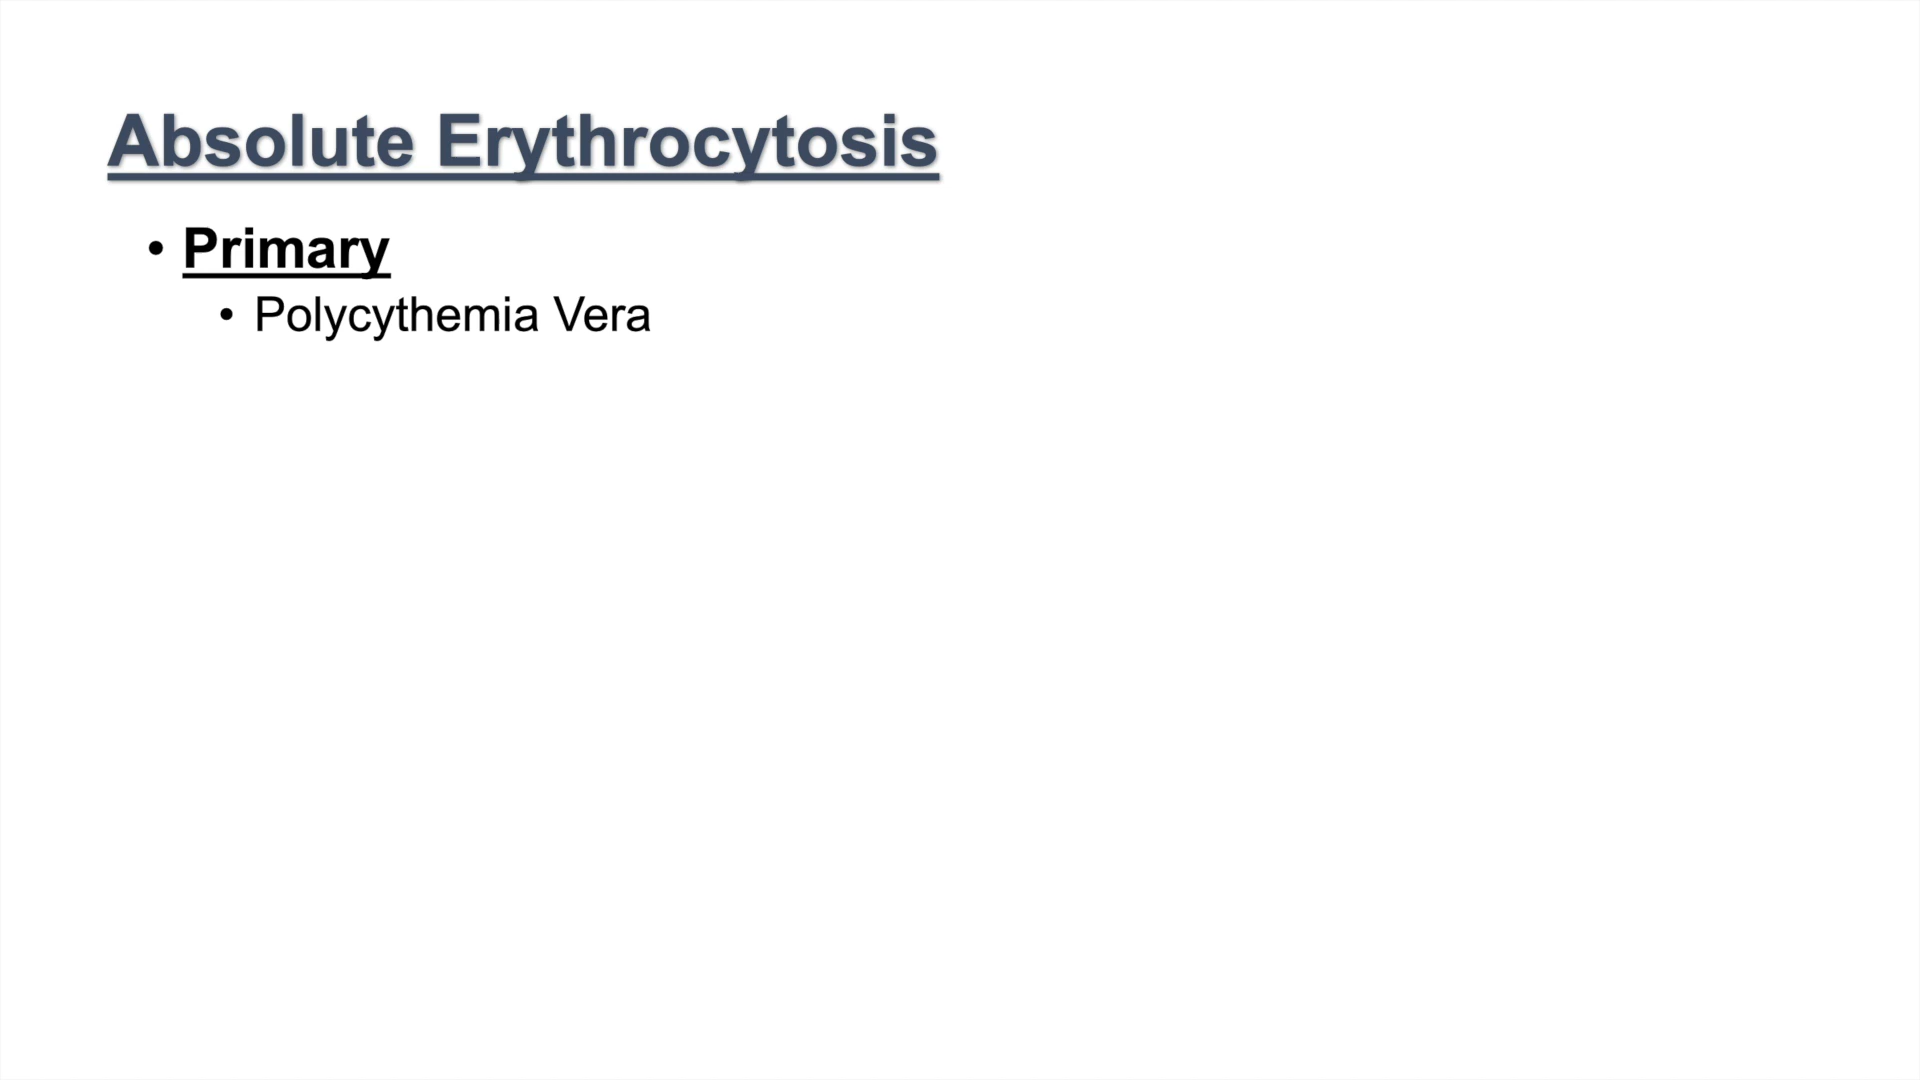 Absolute Erythrocytosis
• Primary
• Polycythemia Vera